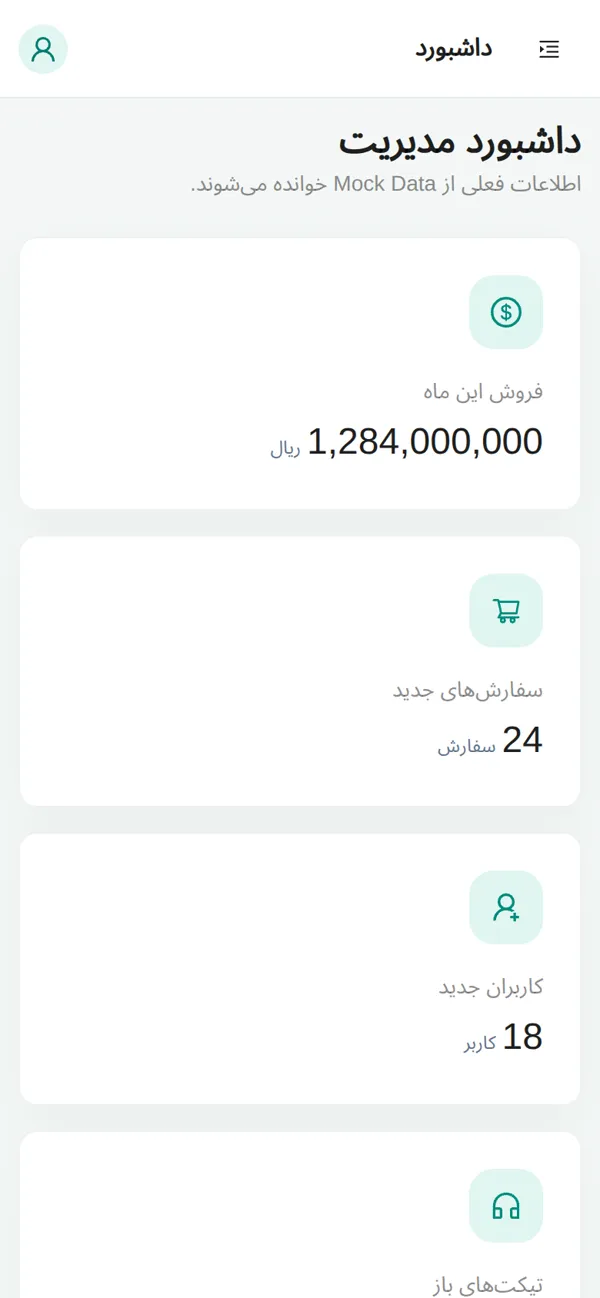 داشبورد
داشبورد مدیریت
اطلاعات فعلی از Mock Data خوانده می‌شوند.
فروش این ماه
1,284,000,000 ریال
سفارش‌های جدید
24 سفارش
کاربران جدید
18 کاربر
تیکت‌های باز